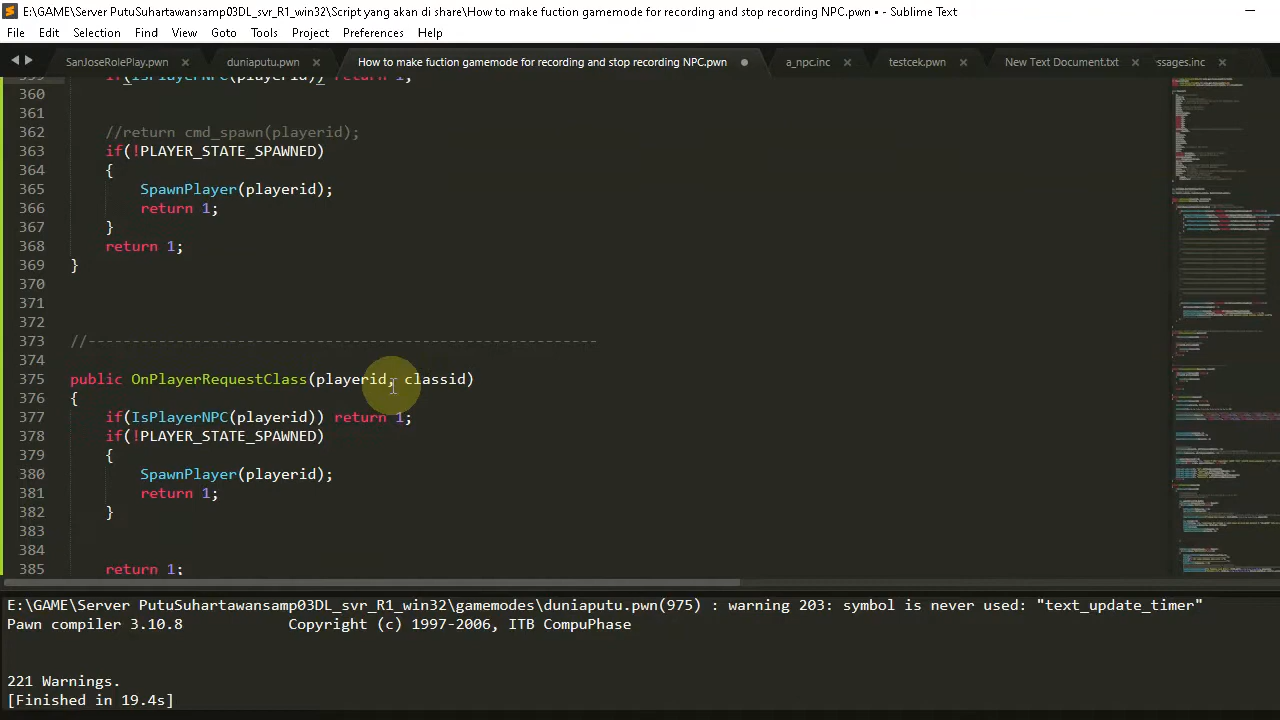 E:\GAME\Server PutuSuhartawansamp03DL_svr_R1_win32\Script yang akan di share\How to make fuction gamemode for recording and stop recording NPC.pwn • - Sublime Text
File Edit Selection Find View Goto Tools Project Preferences Help
SanJoseRolePlay.pwn × duniaputu.pwn × How to make fuction gamemode for recording and stop recording NPC.pwn a_npc.inc × testcek.pwn × New Text Document.txt × ssages.inc ×
359 if(IsPlayerNPC(playerid)) return 1;
360
361
362 //return cmd_spawn(playerid);
363 if(!PLAYER_STATE_SPAWNED)
364 {
365 SpawnPlayer(playerid);
366 return 1;
367 }
368 return 1;
369 }
370
371
372
373 //----------------------------------------------------------
374
375 public OnPlayerRequestClass(playerid, classid)
376 {
377 if(IsPlayerNPC(playerid)) return 1;
378 if(!PLAYER_STATE_SPAWNED)
379 {
380 SpawnPlayer(playerid);
381 return 1;
382 }
383
384
385 return 1;
E:\GAME\Server PutuSuhartawansamp03DL_svr_R1_win32\gamemodes\duniaputu.pwn(975) : warning 203: symbol is never used: "text_update_timer"
Pawn compiler 3.10.8 Copyright (c) 1997-2006, ITB CompuPhase
221 Warnings.
[Finished in 19.4s]